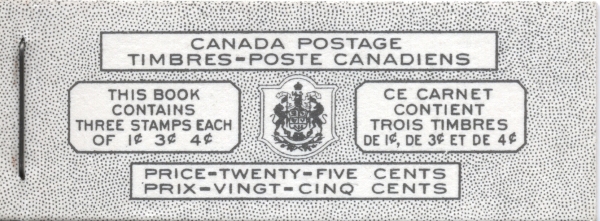 CANADA POSTAGE
TIMBRES-POSTE CANADIENS
THIS BOOK
CONTAINS
THREE STAMPS EACH
OF 1¢ 3¢ 4¢
CE CARNET
CONTIENT
TROIS TIMBRES
DE 1¢, DE 3¢ ET DE 4¢
PRICE-TWENTY-FIVE CENTS
PRIX-VINGT-CINQ CENTS